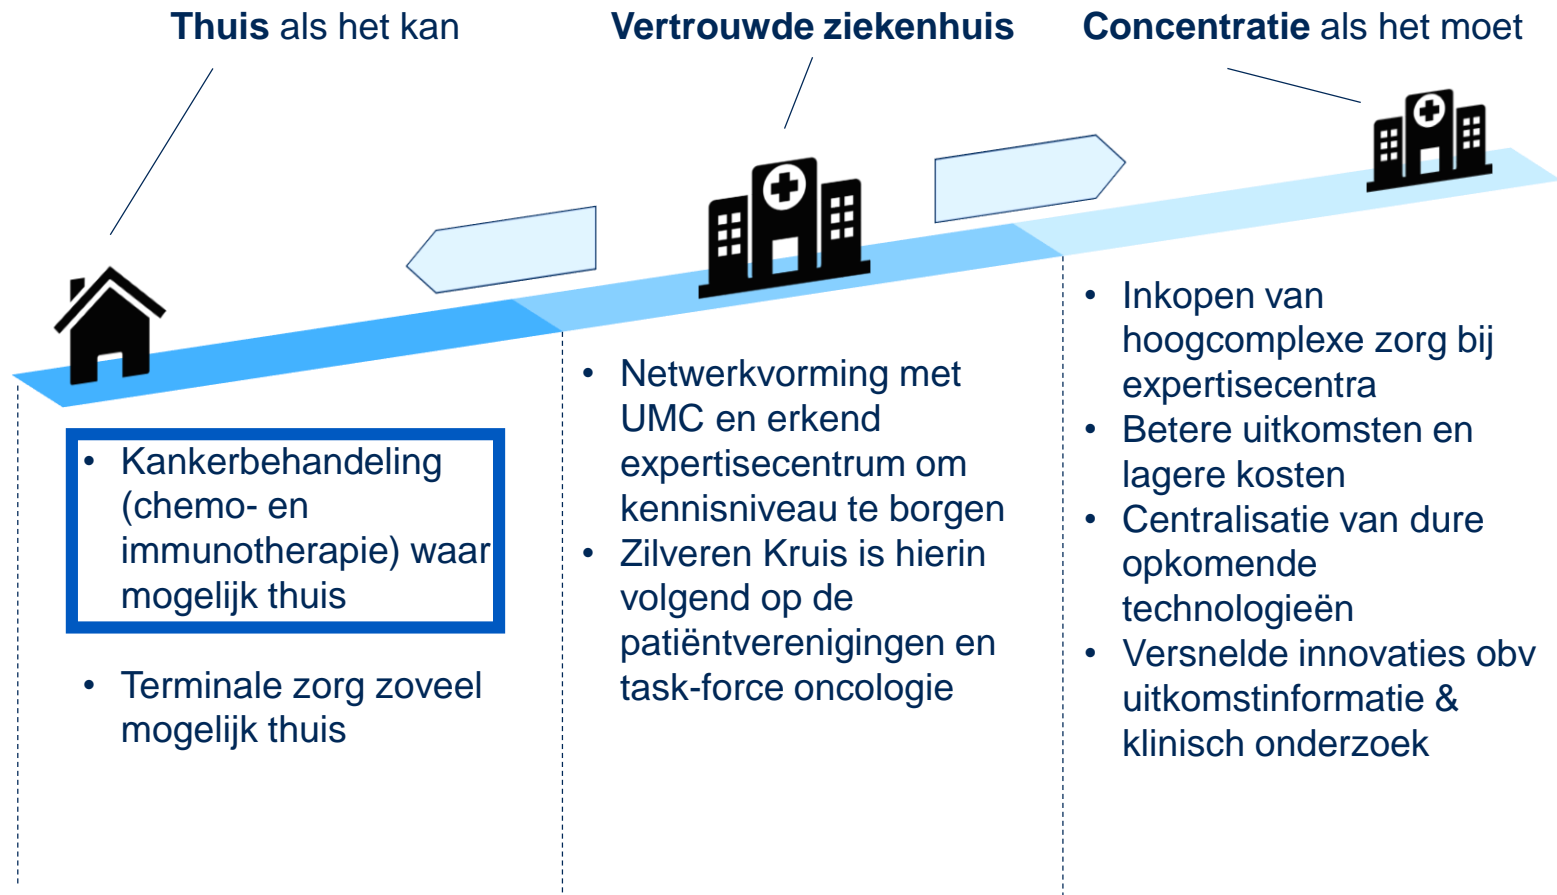 Thuis als het kan
Vertrouwde ziekenhuis
Concentratie als het moet
• Kankerbehandeling
(chemo- en
immunotherapie) waar
mogelijk thuis
• Terminale zorg zoveel
mogelijk thuis
• Netwerkvorming met
UMC en erkend
expertisecentrum om
kennisniveau te borgen
• Zilveren Kruis is hierin
volgend op de
patiëntverenigingen en
task-force oncologie
• Inkopen van
hoogcomplexe zorg bij
expertisecentra
• Betere uitkomsten en
lagere kosten
• Centralisatie van dure
opkomende
technologieën
• Versnelde innovaties obv
uitkomstinformatie &
klinisch onderzoek